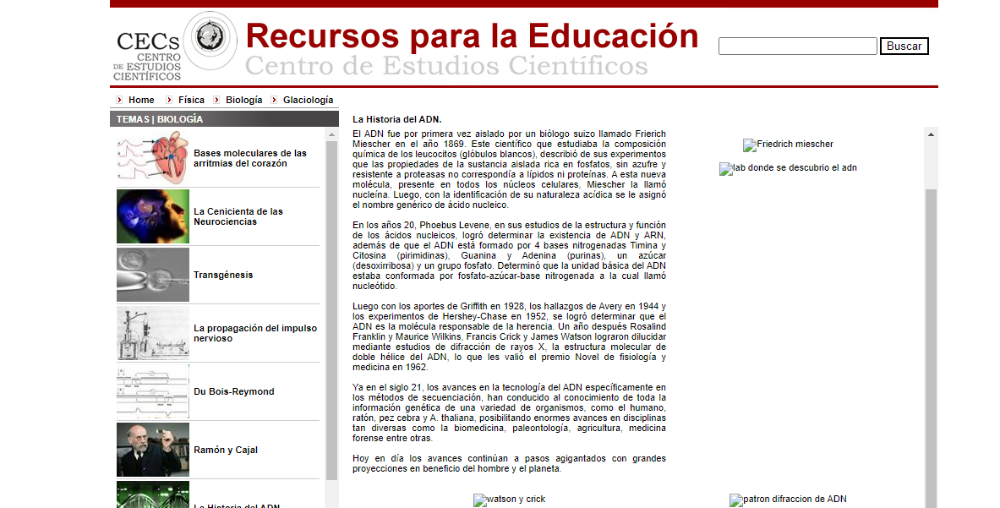 CECs
CENTRO
DE ESTUDIOS
CIENTÍFICOS
Recursos para la Educación
Centro de Estudios Científicos
Buscar
Home
Física
Biología
Glaciología
TEMAS | BIOLOGÍA
Bases moleculares de las
arritmias del corazón
La Cenicienta de las
Neurociencias
Transgénesis
La propagación del impulso
nervioso
Du Bois-Reymond
Ramón y Cajal
La Historia del ADN
La Historia del ADN.
El ADN fue por primera vez aislado por un biólogo suizo llamado Frierich
Miescher en el año 1869. Este científico que estudiaba la composición
química de los leucocitos (glóbulos blancos), describió de sus experimentos
que las propiedades de la sustancia aislada rica en fosfatos, sin azufre y
resistente a proteasas no correspondía a lípidos ni proteínas. A esta nueva
molécula, presente en todos los núcleos celulares, Miescher la llamó
nucleína. Luego, con la identificación de su naturaleza acídica se le asignó
el nombre genérico de ácido nucleico.
En los años 20, Phoebus Levene, en sus estudios de la estructura y función
de los ácidos nucleicos, logró determinar la existencia de ADN y ARN,
además de que el ADN está formado por 4 bases nitrogenadas Timina y
Citosina (pirimidinas), Guanina y Adenina (purinas), un azúcar
(desoxirribosa) y un grupo fosfato. Determinó que la unidad básica del ADN
estaba conformada por fosfato-azúcar-base nitrogenada a la cual llamó
nucleótido.
Luego con los aportes de Griffith en 1928, los hallazgos de Avery en 1944 y
los experimentos de Hershey-Chase en 1952, se logró determinar que el
ADN es la molécula responsable de la herencia. Un año después Rosalind
Franklin y Maurice Wilkins, Francis Crick y James Watson lograron dilucidar
mediante estudios de difracción de rayos X, la estructura molecular de
doble hélice del ADN, lo que les valió el premio Novel de fisiología y
medicina en 1962.
Ya en el siglo 21, los avances en la tecnología del ADN específicamente en
los métodos de secuenciación, han conducido al conocimiento de toda la
información genética de una variedad de organismos, como el humano,
ratón, pez cebra y A. thaliana, posibilitando enormes avances en disciplinas
tan diversas como la biomedicina, paleontología, agricultura, medicina
forense entre otras.
Hoy en día los avances continúan a pasos agigantados con grandes
proyecciones en beneficio del hombre y el planeta.
Friedrich miescher
lab donde se descubrio el adn
watson y crick
patron difraccion de ADN